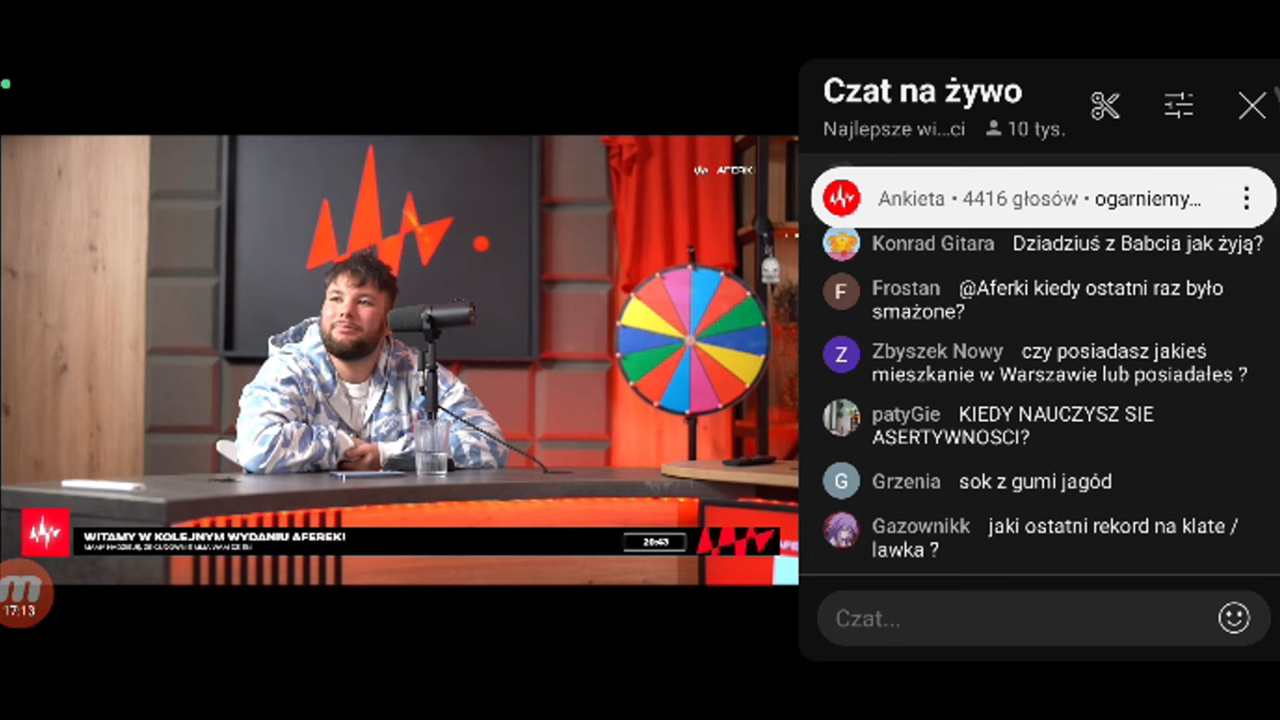 Czat na żywo
Najlepsze wi...ci 10 tys.
Ankieta • 4416 głosów • ogarniemy...
Konrad Gitara Dziadziuś z Babcia jak żyją?
F Frostan @Aferki kiedy ostatni raz było
smażone?
Z Zbyszek Nowy czy posiadasz jakieś
mieszkanie w Warszawie lub posiadałes ?
patyGie KIEDY NAUCZYSZ SIE
ASERTYWNOSCI?
G Grzenia sok z gumi jagód
Gazownikk jaki ostatni rekord na klate /
lawka ?
Czat...
AFERKI
WITAMY W KOLEJNYM WYDANIU AFEREK!
20:43
17:13